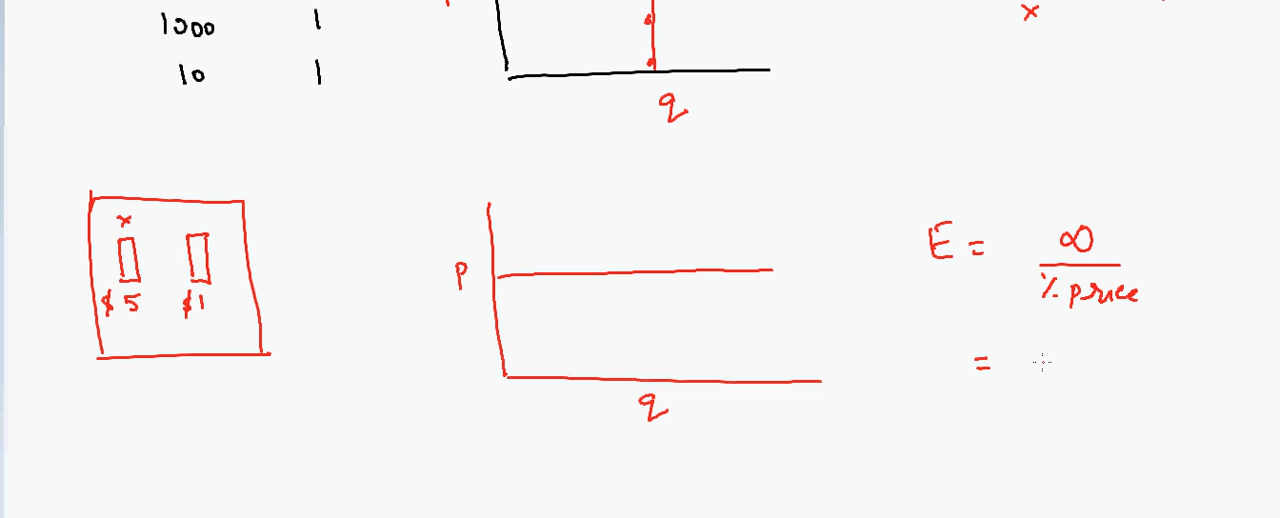 1000 1
10 1
x
q
x
$5 $1
P
q
E = ∞
% price
=